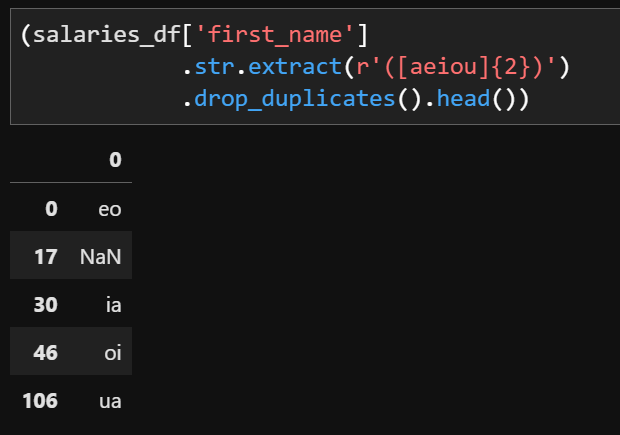 (salaries_df['first_name']
.str.extract(r'([aeiou]{2})')
.drop_duplicates().head())
0
0 eo
17 NaN
30 ia
46 oi
106 ua